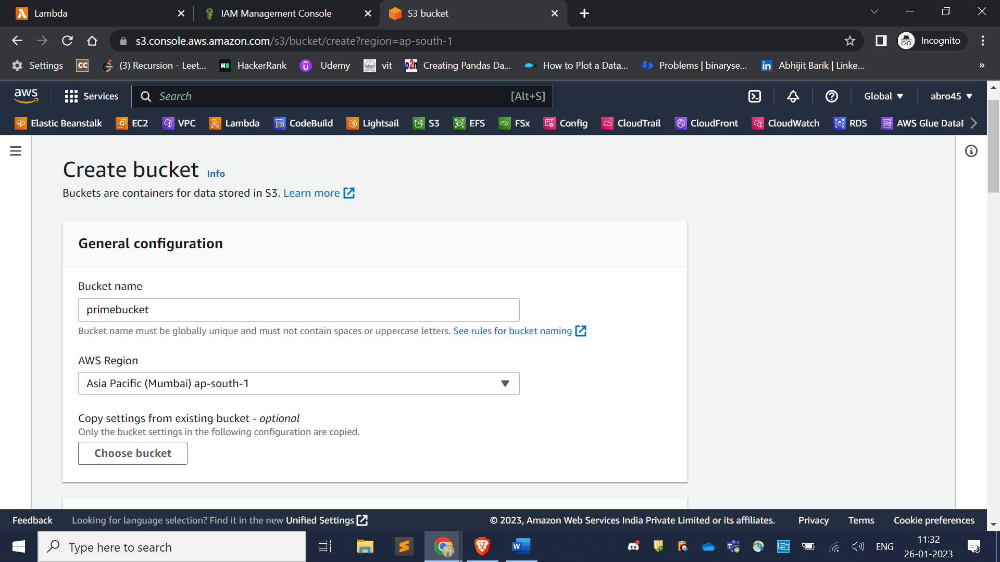 Lambda
IAM Management Console
S3 bucket
s3.console.aws.amazon.com/s3/bucket/create?region=ap-south-1
Incognito
Settings
CC
(3) Recursion - Leet...
HackerRank
Udemy
vit
p2n
Creating Pandas Da...
How to Plot a Data...
Problems | binaryse...
in
Abhijit Barik | Linke...
»
aws
Services
Search
[Alt+S]
Global
abro45
Elastic Beanstalk
EC2
VPC
Lambda
CodeBuild
Lightsail
S3
EFS
FSx
FSx
Config
CloudTrail
CloudFront
CloudWatch
RDS
AWS Glue DataB
Create bucket Info
Buckets are containers for data stored in S3. Learn more
General configuration
Bucket name
primebucket
Bucket name must be globally unique and must not contain spaces or uppercase letters. See rules for bucket naming
AWS Region
Asia Pacific (Mumbai) ap-south-1
Copy settings from existing bucket - optional
Only the bucket settings in the following configuration are copied.
Choose bucket
Feedback
Looking for language selection? Find it in the new Unified Settings
© 2023, Amazon Web Services India Private Limited or its affiliates.
Privacy
Terms
Cookie preferences
Type here to search
W
ENG
11:32
26-01-2023